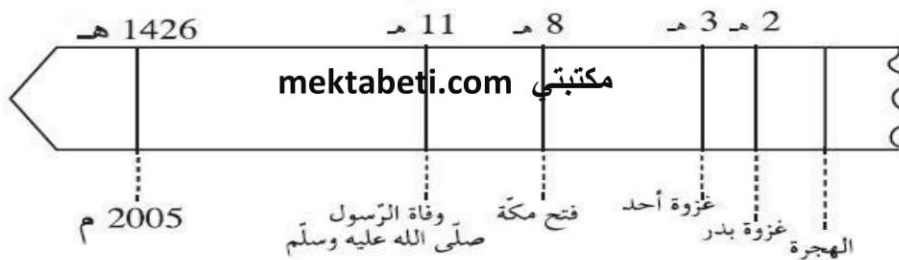 2 هـ
3 هـ
8 هـ
11 هـ
1426 هـ
مكتبتي mektabeti.com
الهجرة
غزوة بدر
غزوة أحد
فتح مكّة
وفاة الرّسول
صلّى الله عليه وسلّم
2005 م